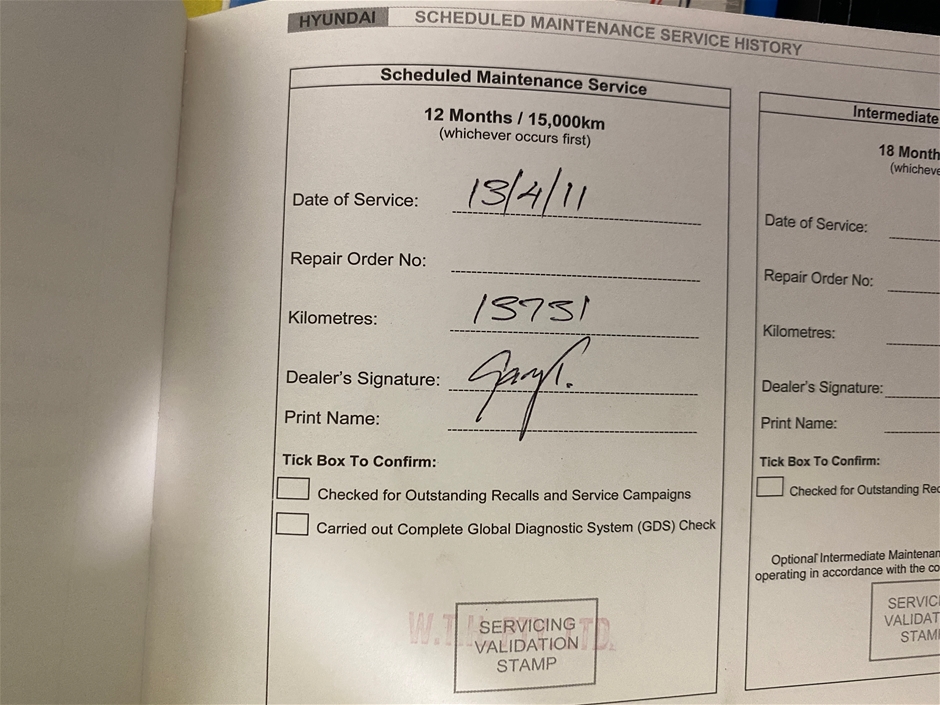 HYUNDAI
SCHEDULED MAINTENANCE SERVICE HISTORY
Scheduled Maintenance Service
12 Months / 15,000km
(whichever occurs first)
Date of Service: 13/4/11
Repair Order No:
Kilometres: 13731
Dealer's Signature:
Print Name:
Tick Box To Confirm:
Checked for Outstanding Recalls and Service Campaigns
Carried out Complete Global Diagnostic System (GDS) Check
SERVICING
VALIDATION
STAMP
Intermediate
18 Month
(whicheve
Date of Service:
Repair Order No:
Kilometres:
Dealer's Signature:
Print Name:
Tick Box To Confirm:
Checked for Outstanding Rec
Optional Intermediate Maintenan
operating in accordance with the co
SERVIC
VALIDAT
STAM